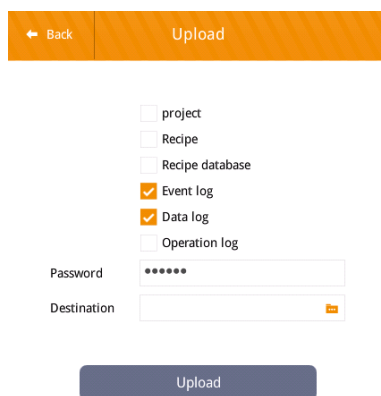 Back
Upload
project
Recipe
Recipe database
Event log
Data log
Operation log
Password ••••••
Destination
Upload